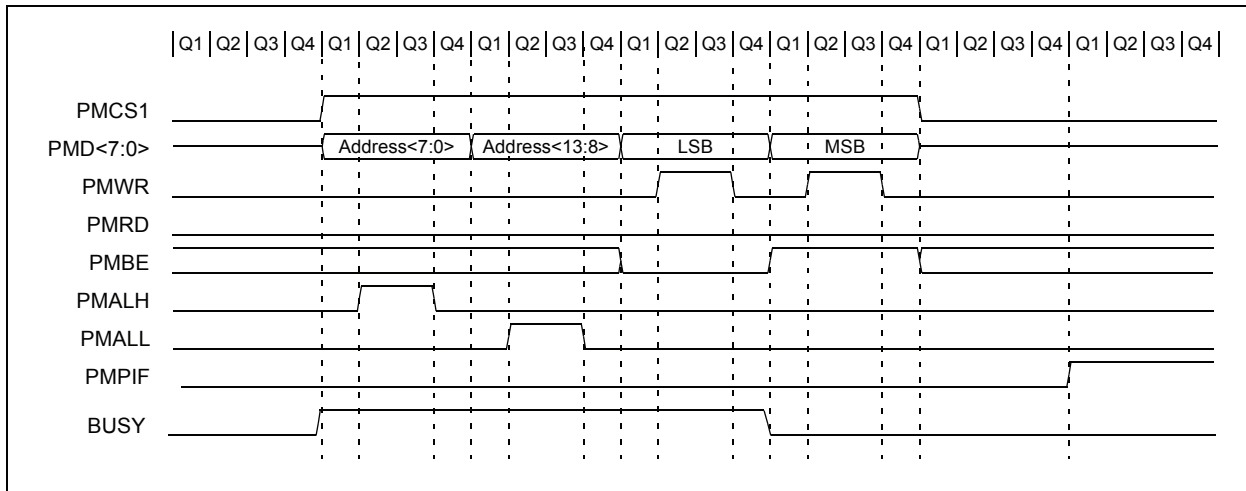 Q1 Q2 Q3 Q4 Q1 Q2 Q3 Q4 Q1 Q2 Q3 Q4 Q1 Q2 Q3 Q4 Q1 Q2 Q3 Q4 Q1 Q2 Q3 Q4 Q1 Q2 Q3 Q4
PMCS1
PMD<7:0> Address<7:0> Address<13:8> LSB MSB
PMWR
PMRD
PMBE
PMALH
PMALL
PMPIF
BUSY